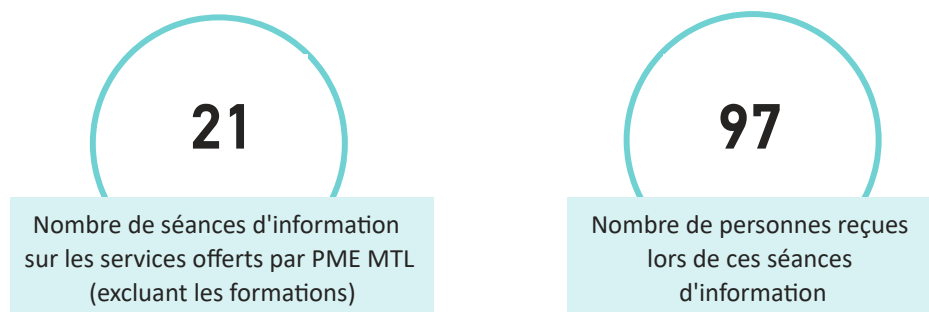 21
Nombre de séances d'information
sur les services offerts par PME MTL
(excluant les formations)
97
Nombre de personnes reçues
lors de ces séances
d'information